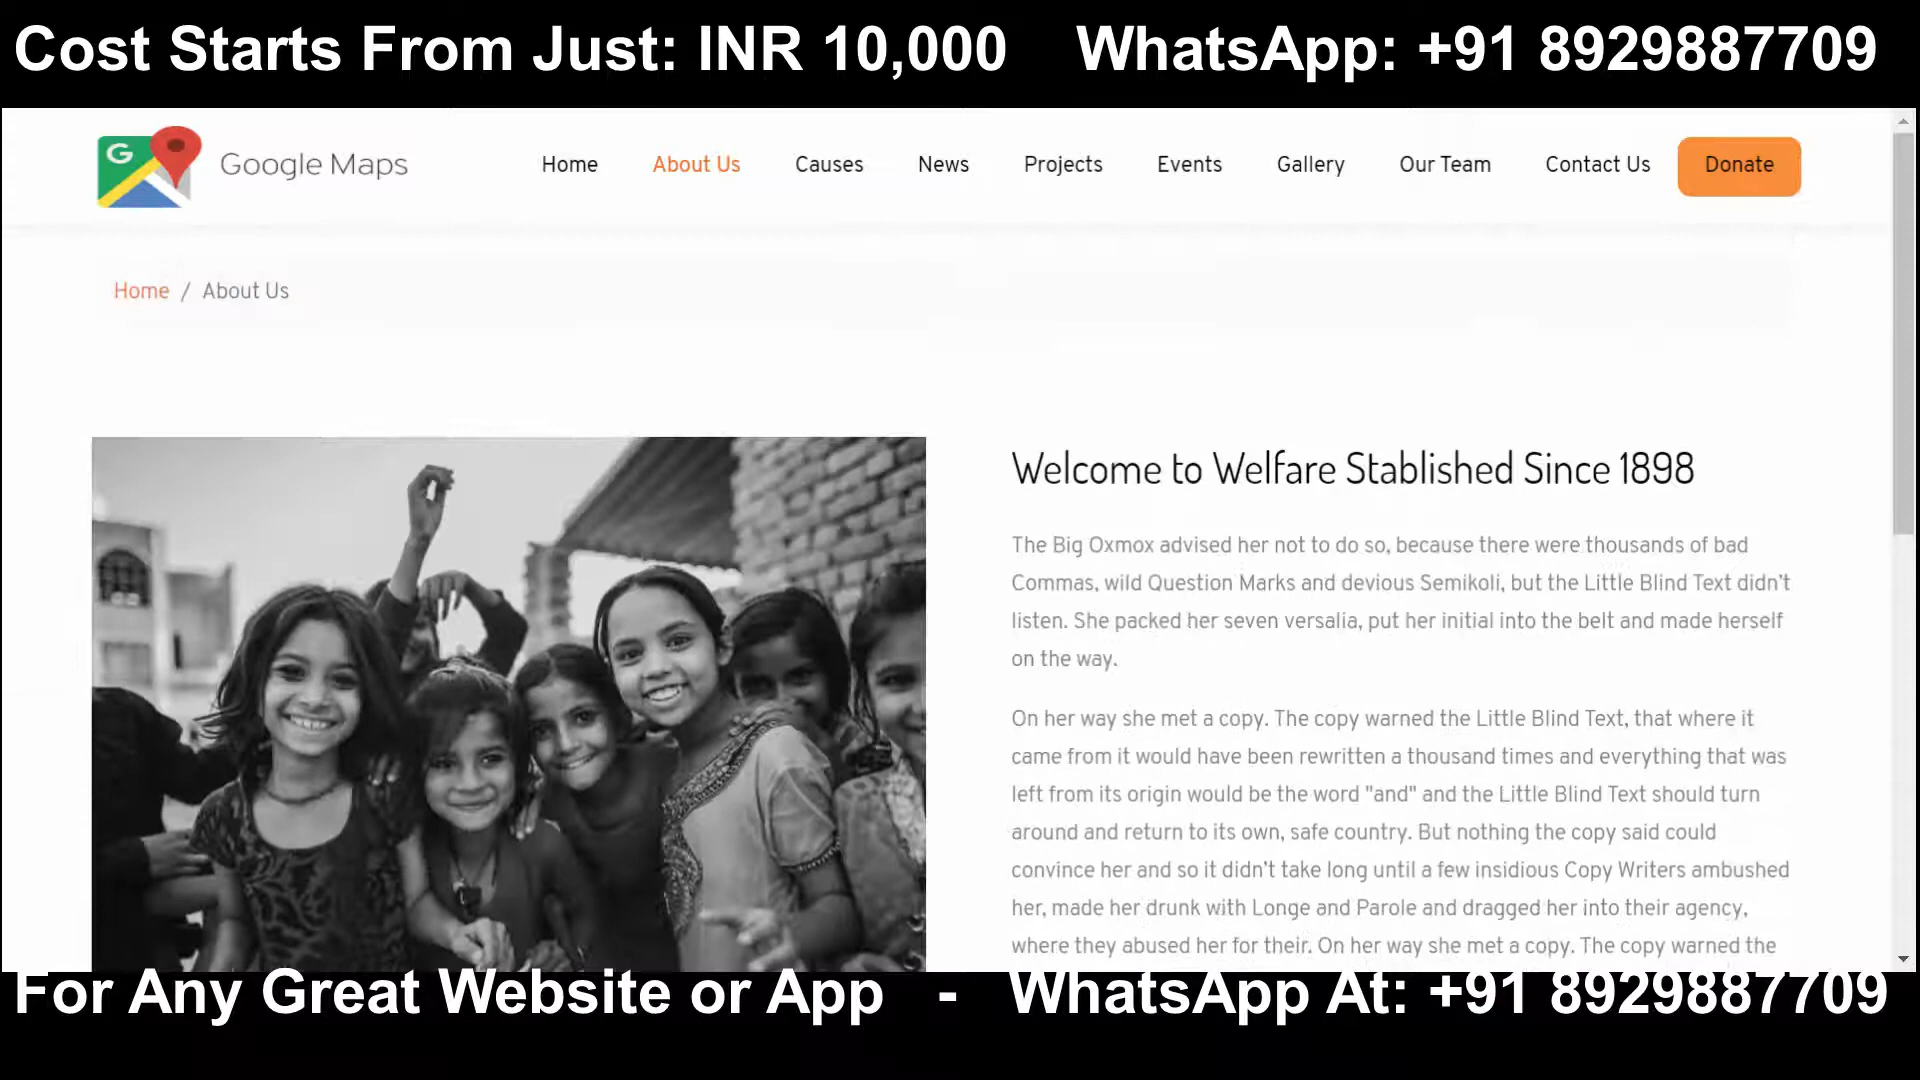 Cost Starts From Just: INR 10,000 WhatsApp: +91 8929887709
G Google Maps Home About Us Causes News Projects Events Gallery Our Team Contact Us Donate
Home / About Us
Welcome to Welfare Stablished Since 1898
The Big Oxmox advised her not to do so, because there were thousands of bad
Commas, wild Question Marks and devious Semikoli, but the Little Blind Text didn't
listen. She packed her seven versalia, put her initial into the belt and made herself
on the way.
On her way she met a copy. The copy warned the Little Blind Text, that where it
came from it would have been rewritten a thousand times and everything that was
left from its origin would be the word "and" and the Little Blind Text should turn
around and return to its own, safe country. But nothing the copy said could
convince her and so it didn't take long until a few insidious Copy Writers ambushed
her, made her drunk with Longe and Parole and dragged her into their agency,
where they abused her for their. On her way she met a copy. The copy warned the
For Any Great Website or App - WhatsApp At: +91 8929887709